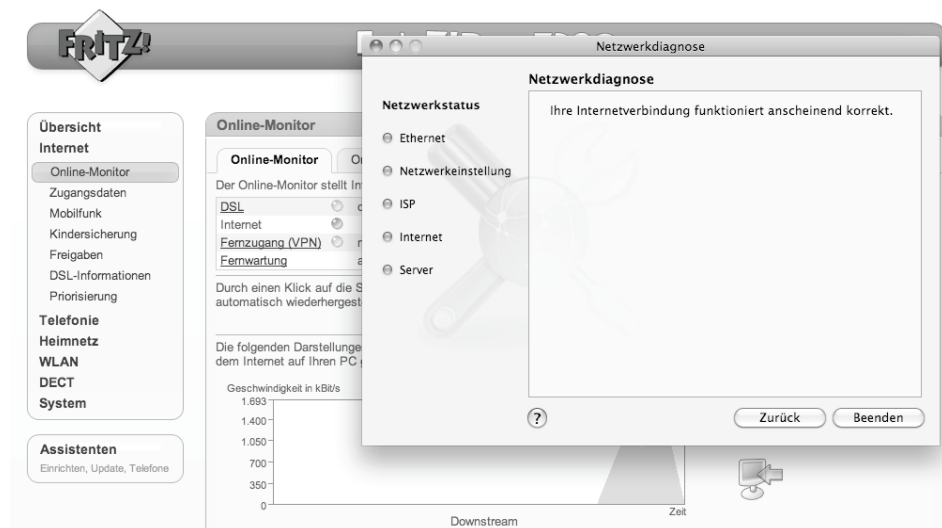 FRITZ!
Netzwerkdiagnose
Netzwerkdiagnose
Netzwerkstatus
Ethernet
Netzwerkeinstellung
ISP
Internet
Server
Ihre Internetverbindung funktioniert anscheinend korrekt.
?
Zurück
Beenden
Übersicht
Internet
Online-Monitor
Zugangsdaten
Mobilfunk
Kindersicherung
Freigaben
DSL-Informationen
Priorisierung
Telefonie
Heimnetz
WLAN
DECT
System
Assistenten
Einrichten, Update, Telefone
Online-Monitor
Online-Monitor
Der Online-Monitor stellt
DSL
Internet
Fernzugang (VPN)
Fernwartung
Durch einen Klick auf die
automatisch
Die folgenden
dem Internet auf Ihren PC
Geschwindigkeit in kBit/s
1.693
1.400
1.050
700
350
0
Zeit
Downstream